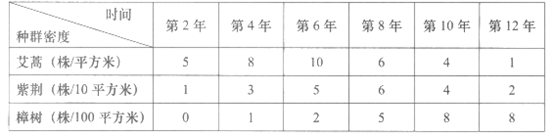 时间
种群密度
第 2 年 第 4 年 第 6 年 第 8 年 第 10 年 第 12 年
艾蒿（株/平方米） 5 8 10 6 4 1
紫荆（株/10 平方米） 1 3 5 6 4 2
樟树（株/100 平方米） 0 1 2 5 8 8